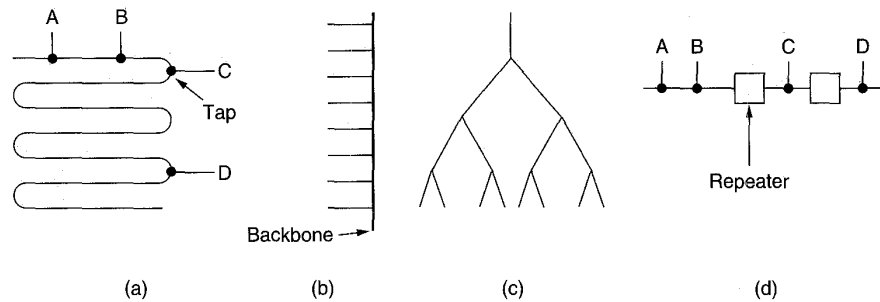 A B
C
Tap
D
Backbone
A B C D
Repeater
(a) (b) (c) (d)